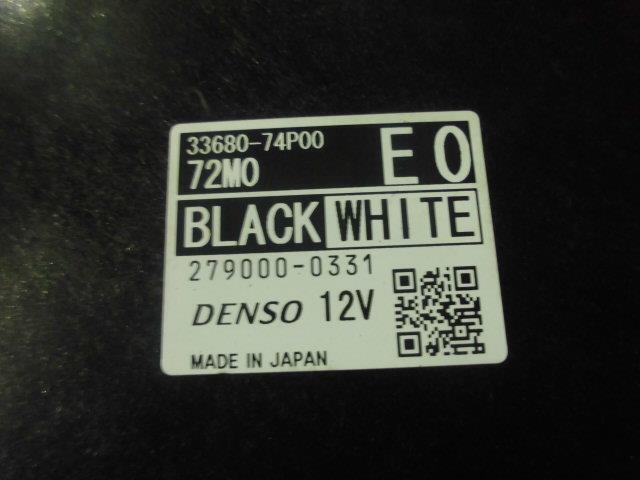 33680-74P00
72M0 E0
BLACK WHITE
279000-0331
DENSO 12V
MADE IN JAPAN